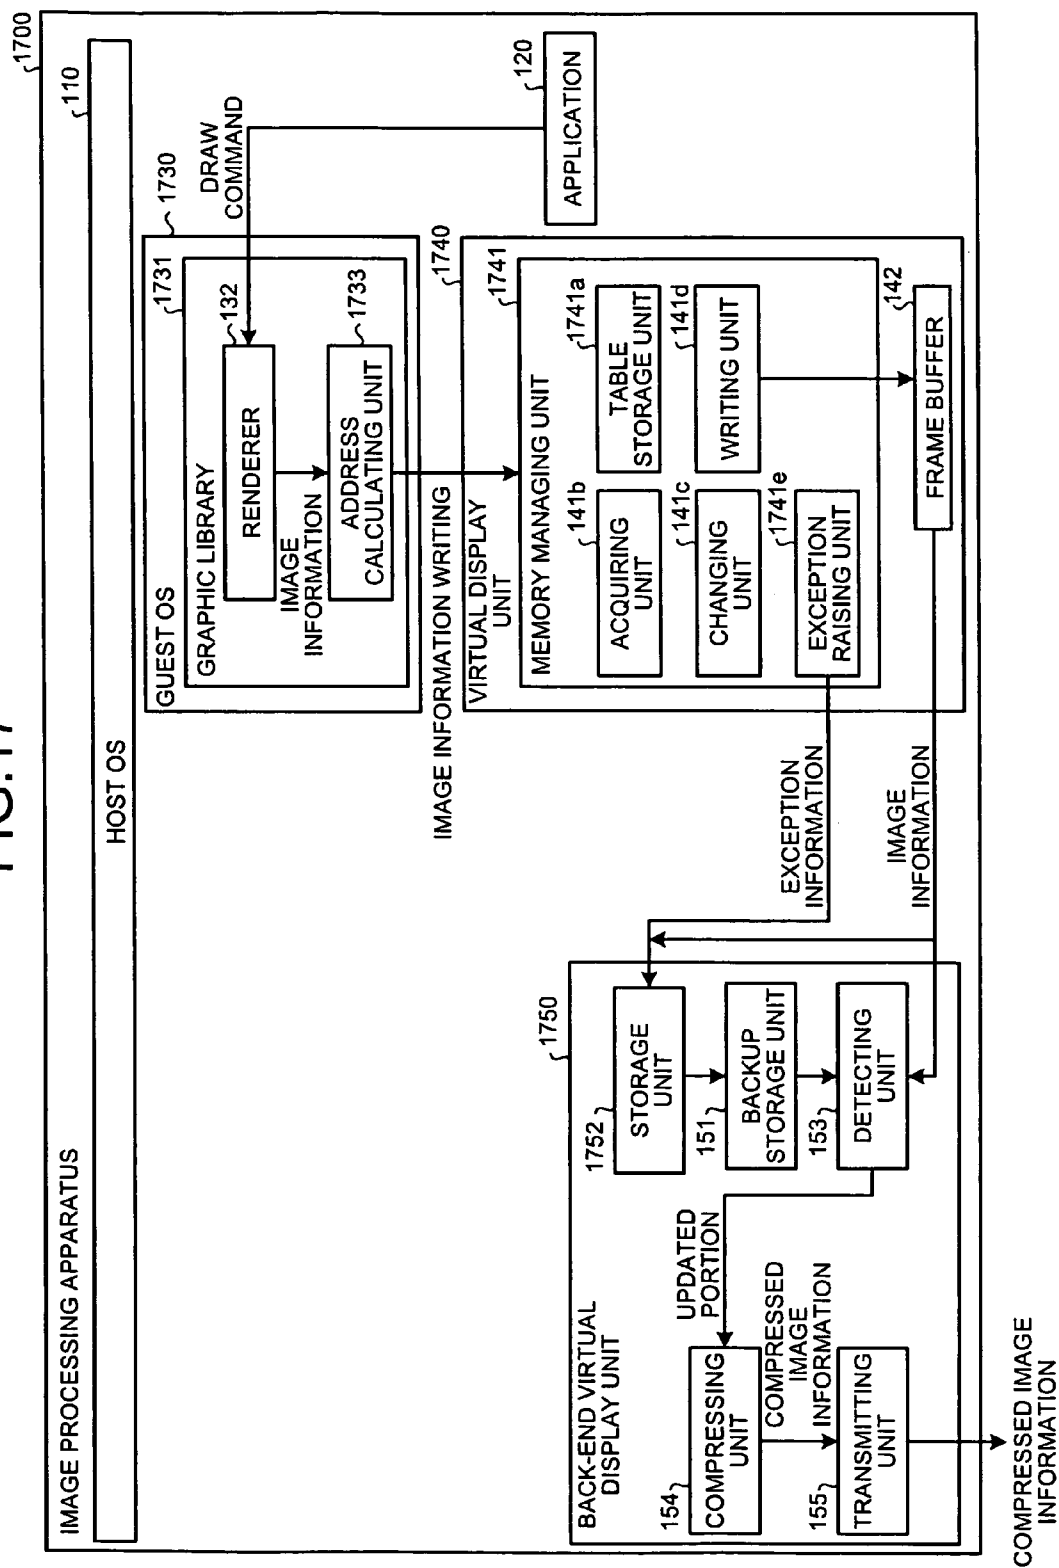 FIG.17
1700
IMAGE PROCESSING APPARATUS
110
HOST OS
1750
BACK-END VIRTUAL
DISPLAY UNIT
154
COMPRESSING
UNIT
COMPRESSED
IMAGE
INFORMATION
155
TRANSMITTING
UNIT
COMPRESSED IMAGE
INFORMATION
UPDATED
PORTION
1752
STORAGE
UNIT
151
BACKUP
STORAGE UNIT
153
DETECTING
UNIT
EXCEPTION
INFORMATION
IMAGE
INFORMATION
1730
GUEST OS
1731
GRAPHIC LIBRARY
132
RENDERER
IMAGE
INFORMATION
1733
ADDRESS
CALCULATING UNIT
DRAW
COMMAND
120
APPLICATION
IMAGE INFORMATION WRITING
1740
VIRTUAL DISPLAY
UNIT
1741
MEMORY MANAGING UNIT
141b
ACQUIRING
UNIT
1741a
TABLE
STORAGE UNIT
141c
CHANGING
UNIT
141d
WRITING UNIT
1741e
EXCEPTION
RAISING UNIT
142
FRAME BUFFER